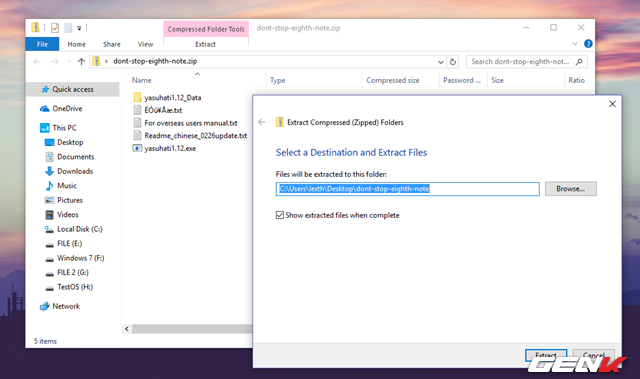 Compressed Folder Tools
dont-stop-eighth-note.zip
File
Home
Share
View
Extract
dont-stop-eighth-note.zip
Search dont-stop-eighth-not...
Name
Type
Compressed size
Password ...
Size
Ratio
Quick access
OneDrive
This PC
Desktop
Documents
Downloads
Music
Pictures
Videos
Local Disk (C:)
FILE (E:)
Windows 7 (F:)
FILE 2 (G:)
TestOS (H:)
Network
5 items
yasuhati1.12_Data
For overseas users manual.txt
Readme_chinese_0226update.txt
yasuhati1.12.exe
Extract Compressed (Zipped) Folders
Select a Destination and Extract Files
Files will be extracted to this folder:
C:\Users\lexth\Desktop\dont-stop-eighth-note
Browse...
Show extracted files when complete
Extract
Cancel
GENK